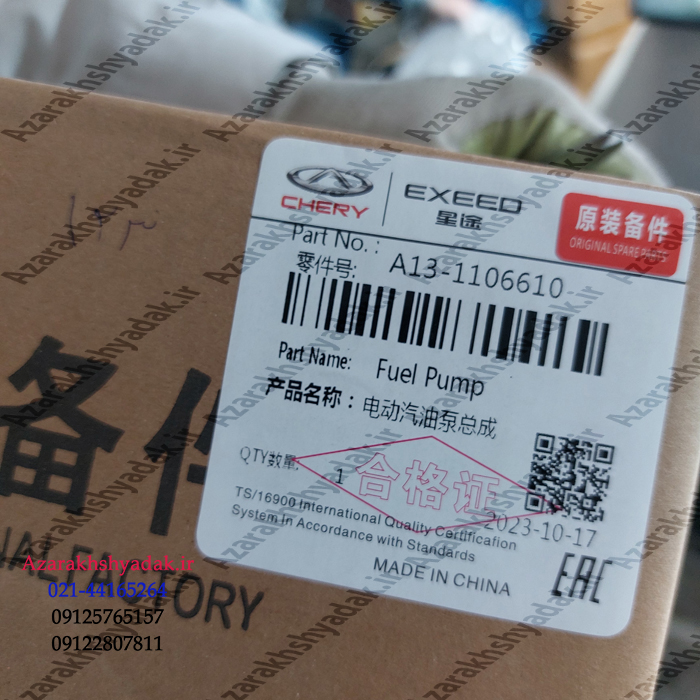 CHERY
EXEED
星途
原装备件
ORIGINAL SPARE PARTS
Part No. :
零件号: A13-1106610
Part Name: Fuel Pump
产品名称： 电动汽油泵总成
QTY数量: 1
合格证
TS/16900 International Quality Certification
System In Accordance with Standards
2023-10-17
MADE IN CHINA
EAC
备件
FACTORY
Azarakhshyadak.ir
021-44165264
09125765157
09122807811